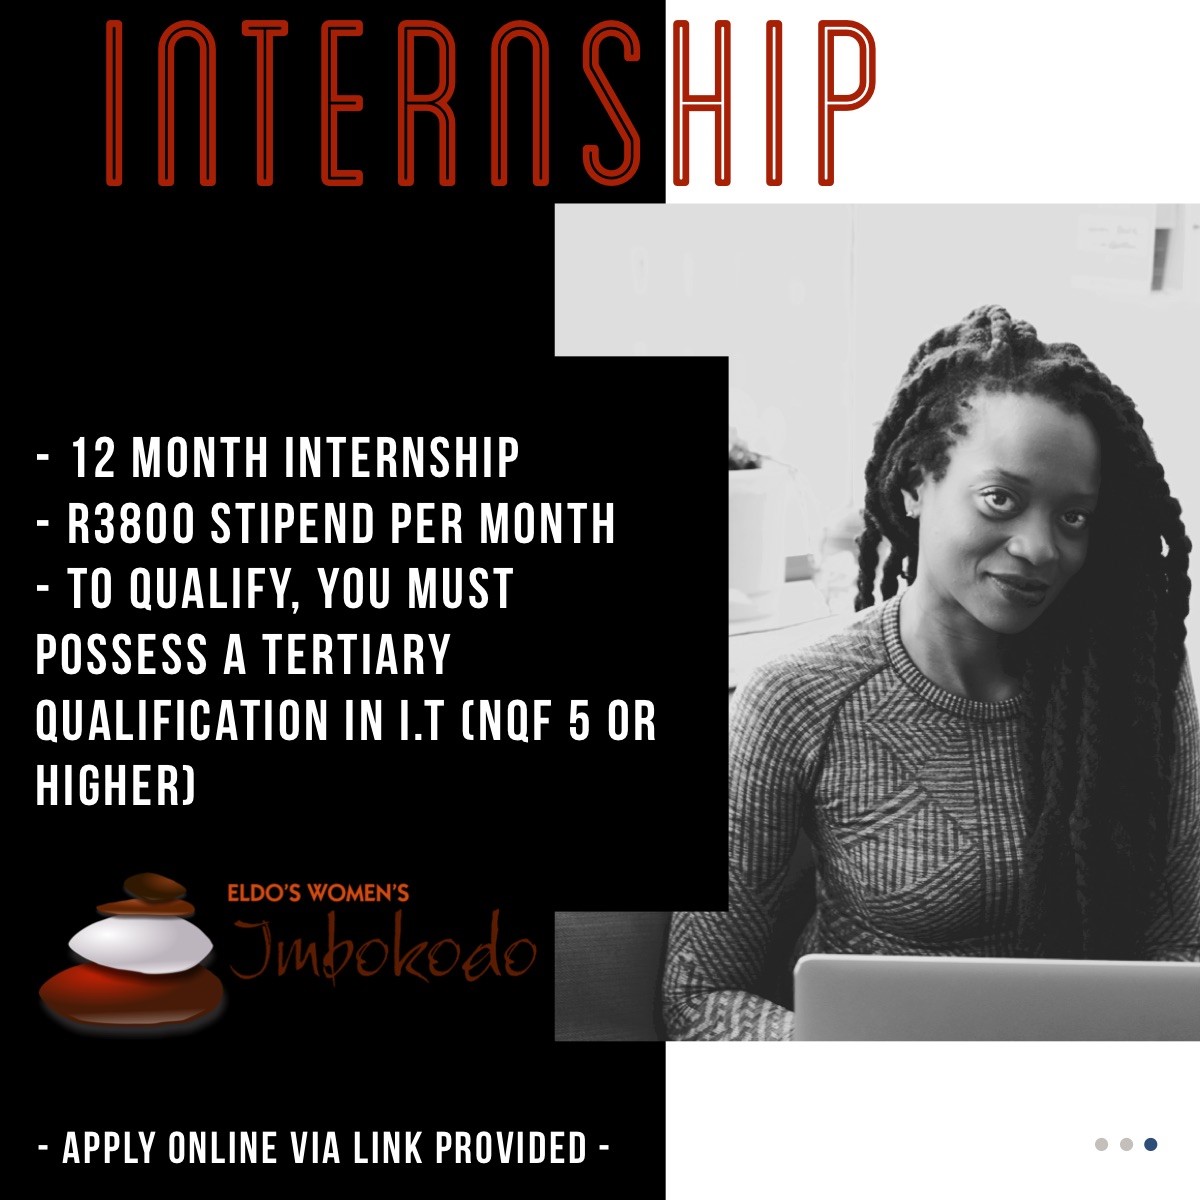 INTERNSHIP
- 12 MONTH INTERNSHIP
- R3800 STIPEND PER MONTH
- TO QUALIFY, YOU MUST
POSSESS A TERTIARY
QUALIFICATION IN I.T (NQF 5 OR
HIGHER)
ELDO'S WOMEN'S
Imbokodo
- APPLY ONLINE VIA LINK PROVIDED -